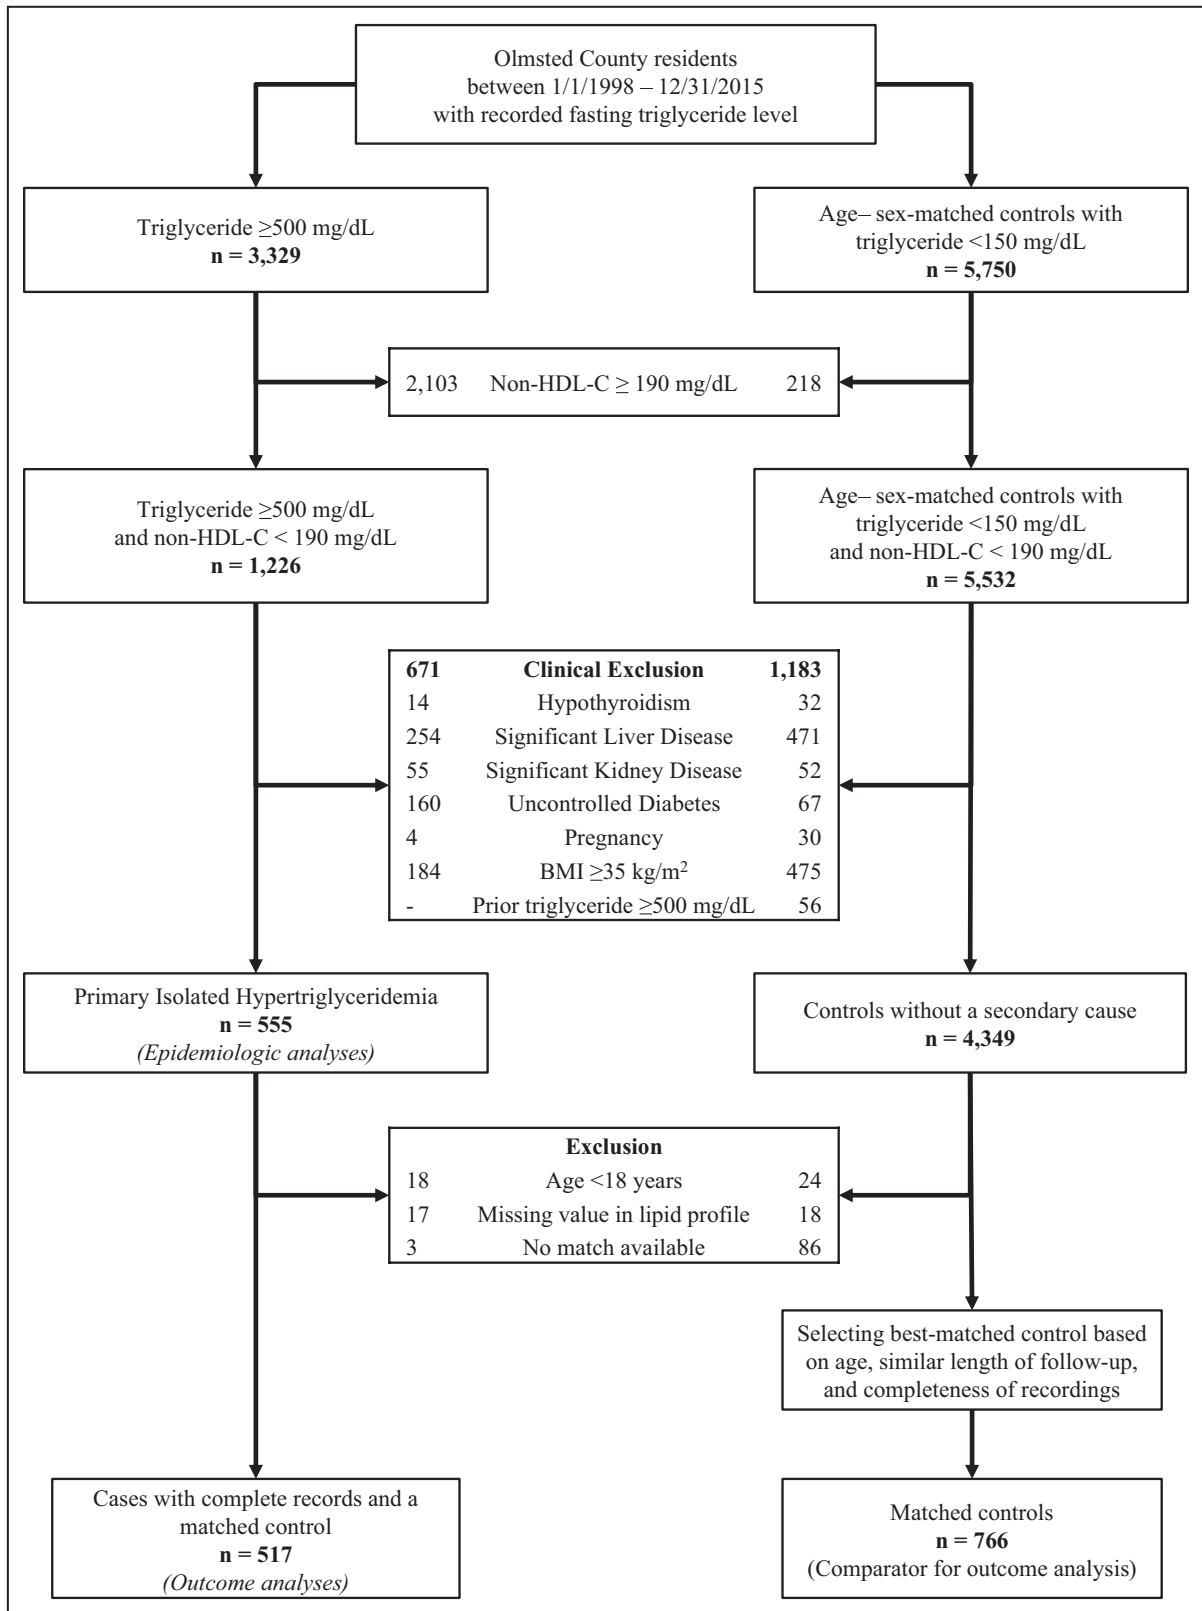 Olmsted County residents
between 1/1/1998 – 12/31/2015
with recorded fasting triglyceride level
Triglyceride ≥500 mg/dL
n = 3,329
Age– sex-matched controls with
triglyceride <150 mg/dL
n = 5,750
2,103 Non-HDL-C ≥ 190 mg/dL 218
Triglyceride ≥500 mg/dL
and non-HDL-C < 190 mg/dL
n = 1,226
Age– sex-matched controls with
triglyceride <150 mg/dL
and non-HDL-C < 190 mg/dL
n = 5,532
671 Clinical Exclusion 1,183
14 Hypothyroidism 32
254 Significant Liver Disease 471
55 Significant Kidney Disease 52
160 Uncontrolled Diabetes 67
4 Pregnancy 30
184 BMI ≥35 kg/m² 475
- Prior triglyceride ≥500 mg/dL 56
Primary Isolated Hypertriglyceridemia
n = 555
(Epidemiologic analyses)
Controls without a secondary cause
n = 4,349
Exclusion
18 Age <18 years 24
17 Missing value in lipid profile 18
3 No match available 86
Selecting best-matched control based
on age, similar length of follow-up,
and completeness of recordings
Cases with complete records and a
matched control
n = 517
(Outcome analyses)
Matched controls
n = 766
(Comparator for outcome analysis)